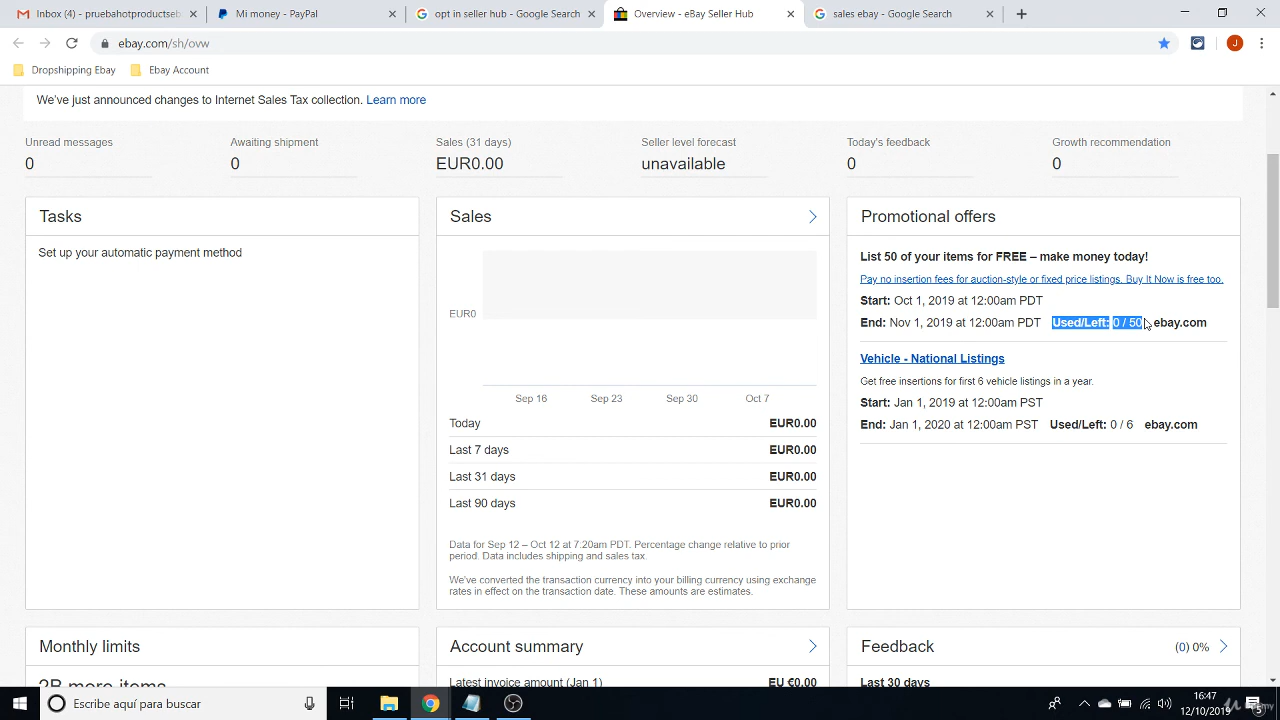 Inbox (4) - pruebahotproductseb
Mi money - PayPal
opt in seller hub - Google Search
Overview - eBay Seller Hub
sales ebay - Google Search
ebay.com/sh/ovw
J
Dropshipping Ebay
Ebay Account
We've just announced changes to Internet Sales Tax collection. Learn more
Unread messages
Awaiting shipment
Sales (31 days)
Seller level forecast
Today's feedback
Growth recommendation
0
0
EUR0.00
unavailable
0
0
Tasks
Set up your automatic payment method
Sales
EUR0
Sep 16 Sep 23 Sep 30 Oct 7
Today EUR0.00
Last 7 days EUR0.00
Last 31 days EUR0.00
Last 90 days EUR0.00
Data for Sep 12 – Oct 12 at 7.20am PDT. Percentage change relative to prior
period. Data includes shipping and sales tax.
We've converted the transaction currency into your billing currency using exchange
rates in effect on the transaction date. These amounts are estimates.
Promotional offers
List 50 of your items for FREE – make money today!
Pay no insertion fees for auction-style or fixed price listings. Buy It Now is free too.
Start: Oct 1, 2019 at 12:00am PDT
End: Nov 1, 2019 at 12:00am PDT Used/Left: 0 / 50 ebay.com
Vehicle - National Listings
Get free insertions for first 6 vehicle listings in a year.
Start: Jan 1, 2019 at 12:00am PST
End: Jan 1, 2020 at 12:00am PST Used/Left: 0 / 6 ebay.com
Monthly limits
Account summary
Latest invoice amount (Jan 1) EU €0.00
Feedback
(0) 0%
Last 30 days
Escribe aquí para buscar
16:47
12/10/2019
5